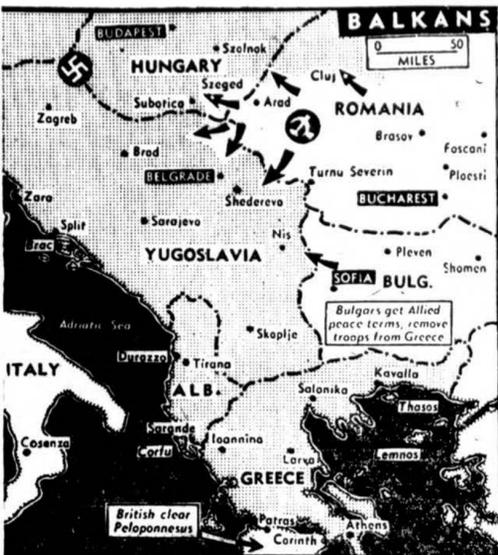 BALKANS
0 50
MILES
BUDAPEST
Szolnok
HUNGARY
Szeged
Cluj
Subotica
Arad
ROMANIA
Zagreb
Brasov
Foscani
Brod
BELGRADE
Turnu Severin
Ploesti
Shederevo
BUCHAREST
Zara
Split
Sarajevo
Brac
Nis
YUGOSLAVIA
Pleven
Shomen
SOFIA
BULG.
Bulgars get Allied
peace terms, remove
troops from Greece
Adriatic Sea
Skoplje
Durazzo
Tirana
ITALY
Kavalla
ALB.
Salonika
Thasos
Sarande
Cosenza
Corfu
Ioannina
Larisa
Lemnos
GREECE
British clear
Peloponnesus
Patras
Athens
Corinth